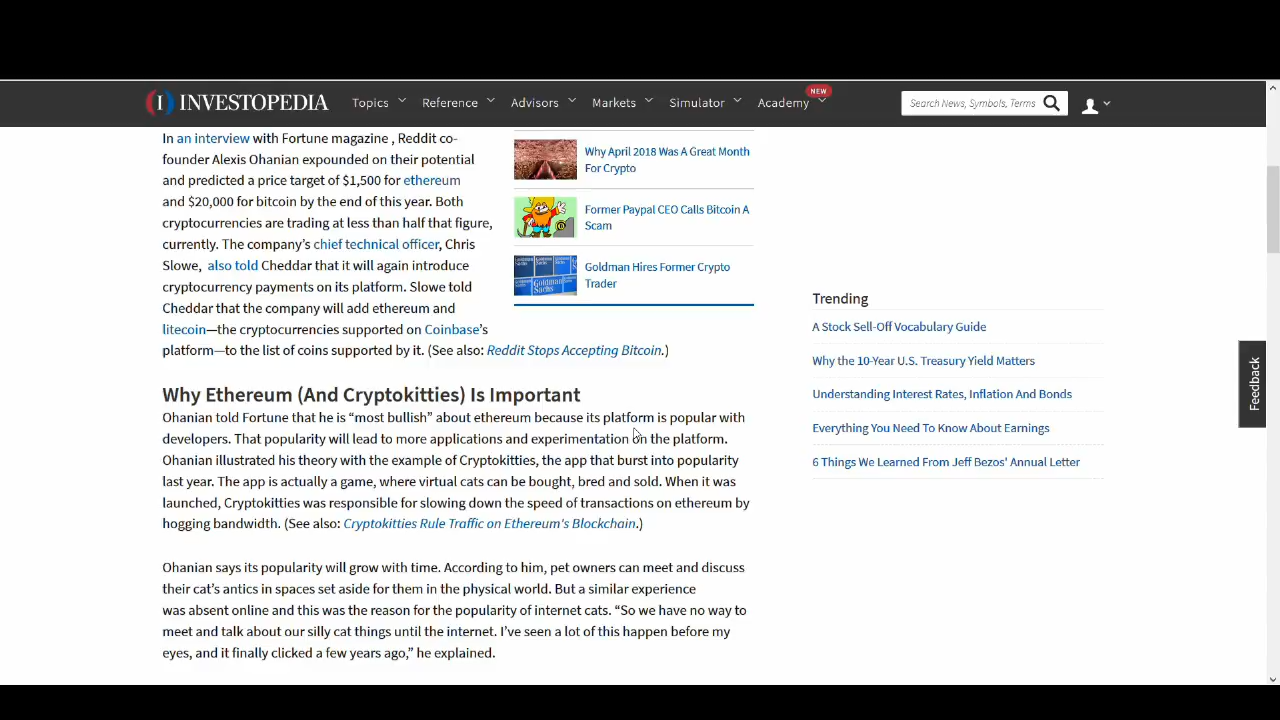 INVESTOPEDIA
Topics
Reference
Advisors
Markets
Simulator
Academy
NEW
Search News, Symbols, Terms
In an interview with Fortune magazine , Reddit co-
founder Alexis Ohanian expounded on their potential
and predicted a price target of $1,500 for ethereum
and $20,000 for bitcoin by the end of this year. Both
cryptocurrencies are trading at less than half that figure,
currently. The company's chief technical officer, Chris
Slowe, also told Cheddar that it will again introduce
cryptocurrency payments on its platform. Slowe told
Cheddar that the company will add ethereum and
litecoin—the cryptocurrencies supported on Coinbase's
platform—to the list of coins supported by it. (See also: Reddit Stops Accepting Bitcoin.)
Why April 2018 Was A Great Month
For Crypto
Former Paypal CEO Calls Bitcoin A
Scam
Goldman Hires Former Crypto
Trader
Why Ethereum (And Cryptokitties) Is Important
Ohanian told Fortune that he is “most bullish” about ethereum because its platform is popular with
developers. That popularity will lead to more applications and experimentation on the platform.
Ohanian illustrated his theory with the example of Cryptokitties, the app that burst into popularity
last year. The app is actually a game, where virtual cats can be bought, bred and sold. When it was
launched, Cryptokitties was responsible for slowing down the speed of transactions on ethereum by
hogging bandwidth. (See also: Cryptokitties Rule Traffic on Ethereum's Blockchain.)
Ohanian says its popularity will grow with time. According to him, pet owners can meet and discuss
their cat's antics in spaces set aside for them in the physical world. But a similar experience
was absent online and this was the reason for the popularity of internet cats. “So we have no way to
meet and talk about our silly cat things until the internet. I've seen a lot of this happen before my
eyes, and it finally clicked a few years ago,” he explained.
Trending
A Stock Sell-Off Vocabulary Guide
Why the 10-Year U.S. Treasury Yield Matters
Understanding Interest Rates, Inflation And Bonds
Everything You Need To Know About Earnings
6 Things We Learned From Jeff Bezos' Annual Letter
Feedback